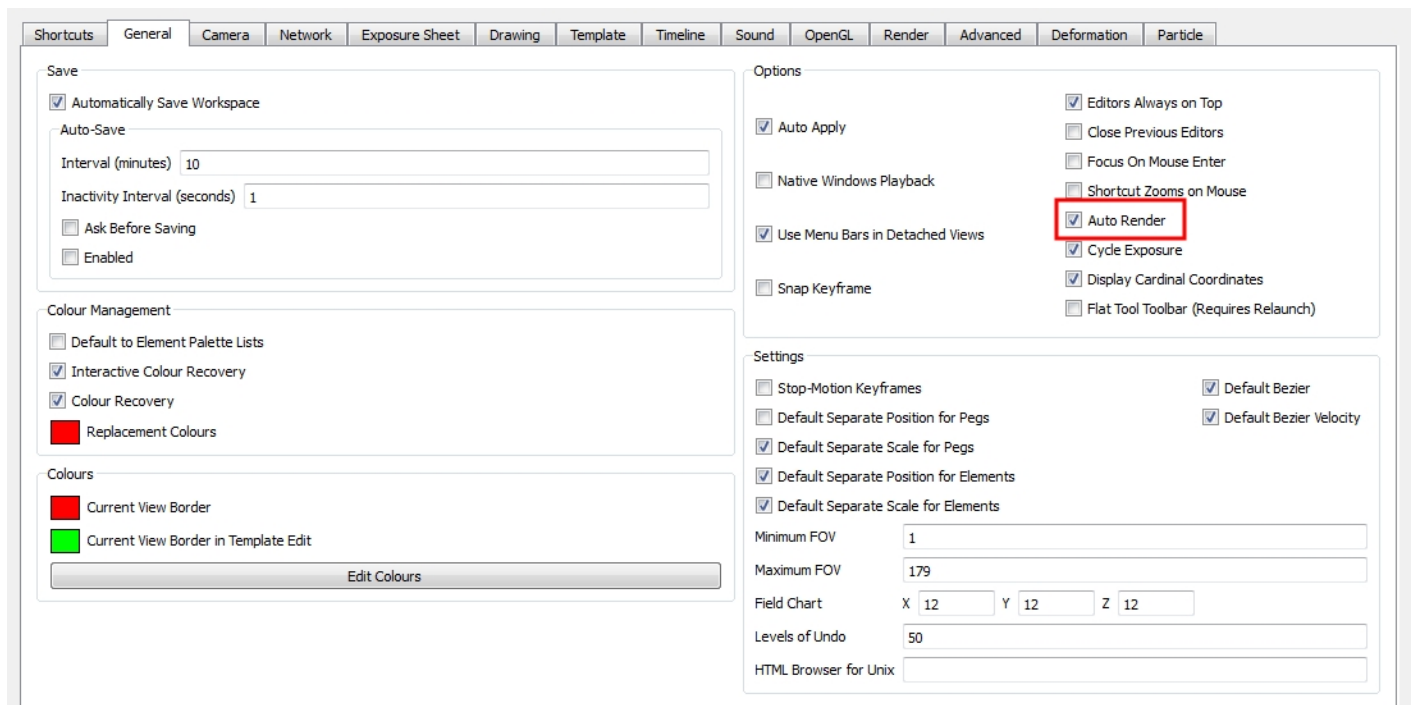 Shortcuts General Camera Network Exposure Sheet Drawing Template Timeline Sound OpenGL Render Advanced Deformation Particle
Save
Automatically Save Workspace
Auto-Save
Interval (minutes) 10
Inactivity Interval (seconds) 1
Ask Before Saving
Enabled
Colour Management
Default to Element Palette Lists
Interactive Colour Recovery
Colour Recovery
Replacement Colours
Colours
Current View Border
Current View Border in Template Edit
Edit Colours
Options
Auto Apply
Native Windows Playback
Use Menu Bars in Detached Views
Snap Keyframe
Editors Always on Top
Close Previous Editors
Focus On Mouse Enter
Shortcut Zooms on Mouse
Auto Render
Cycle Exposure
Display Cardinal Coordinates
Flat Tool Toolbar (Requires Relaunch)
Settings
Stop-Motion Keyframes
Default Separate Position for Pegs
Default Separate Scale for Pegs
Default Separate Position for Elements
Default Separate Scale for Elements
Default Bezier
Default Bezier Velocity
Minimum FOV 1
Maximum FOV 179
Field Chart X 12 Y 12 Z 12
Levels of Undo 50
HTML Browser for Unix